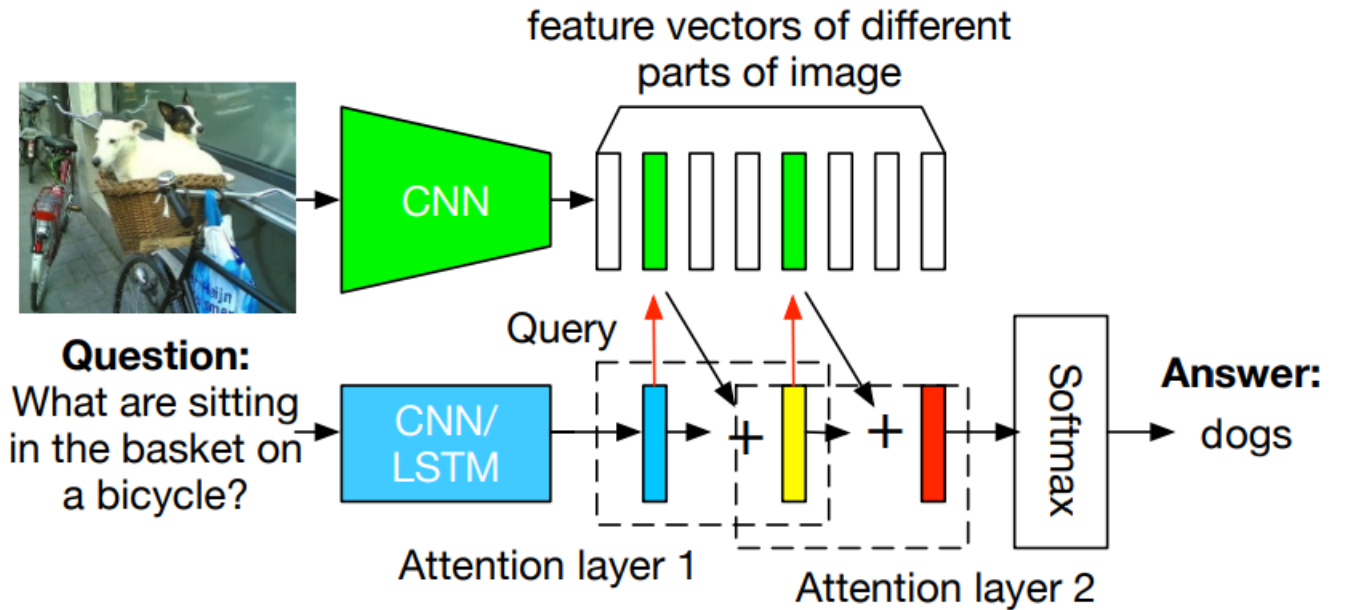 feature vectors of different
parts of image
CNN
Query
Question:
What are sitting
in the basket on
a bicycle?
CNN/
LSTM
Softmax
Answer:
dogs
Attention layer 1
Attention layer 2